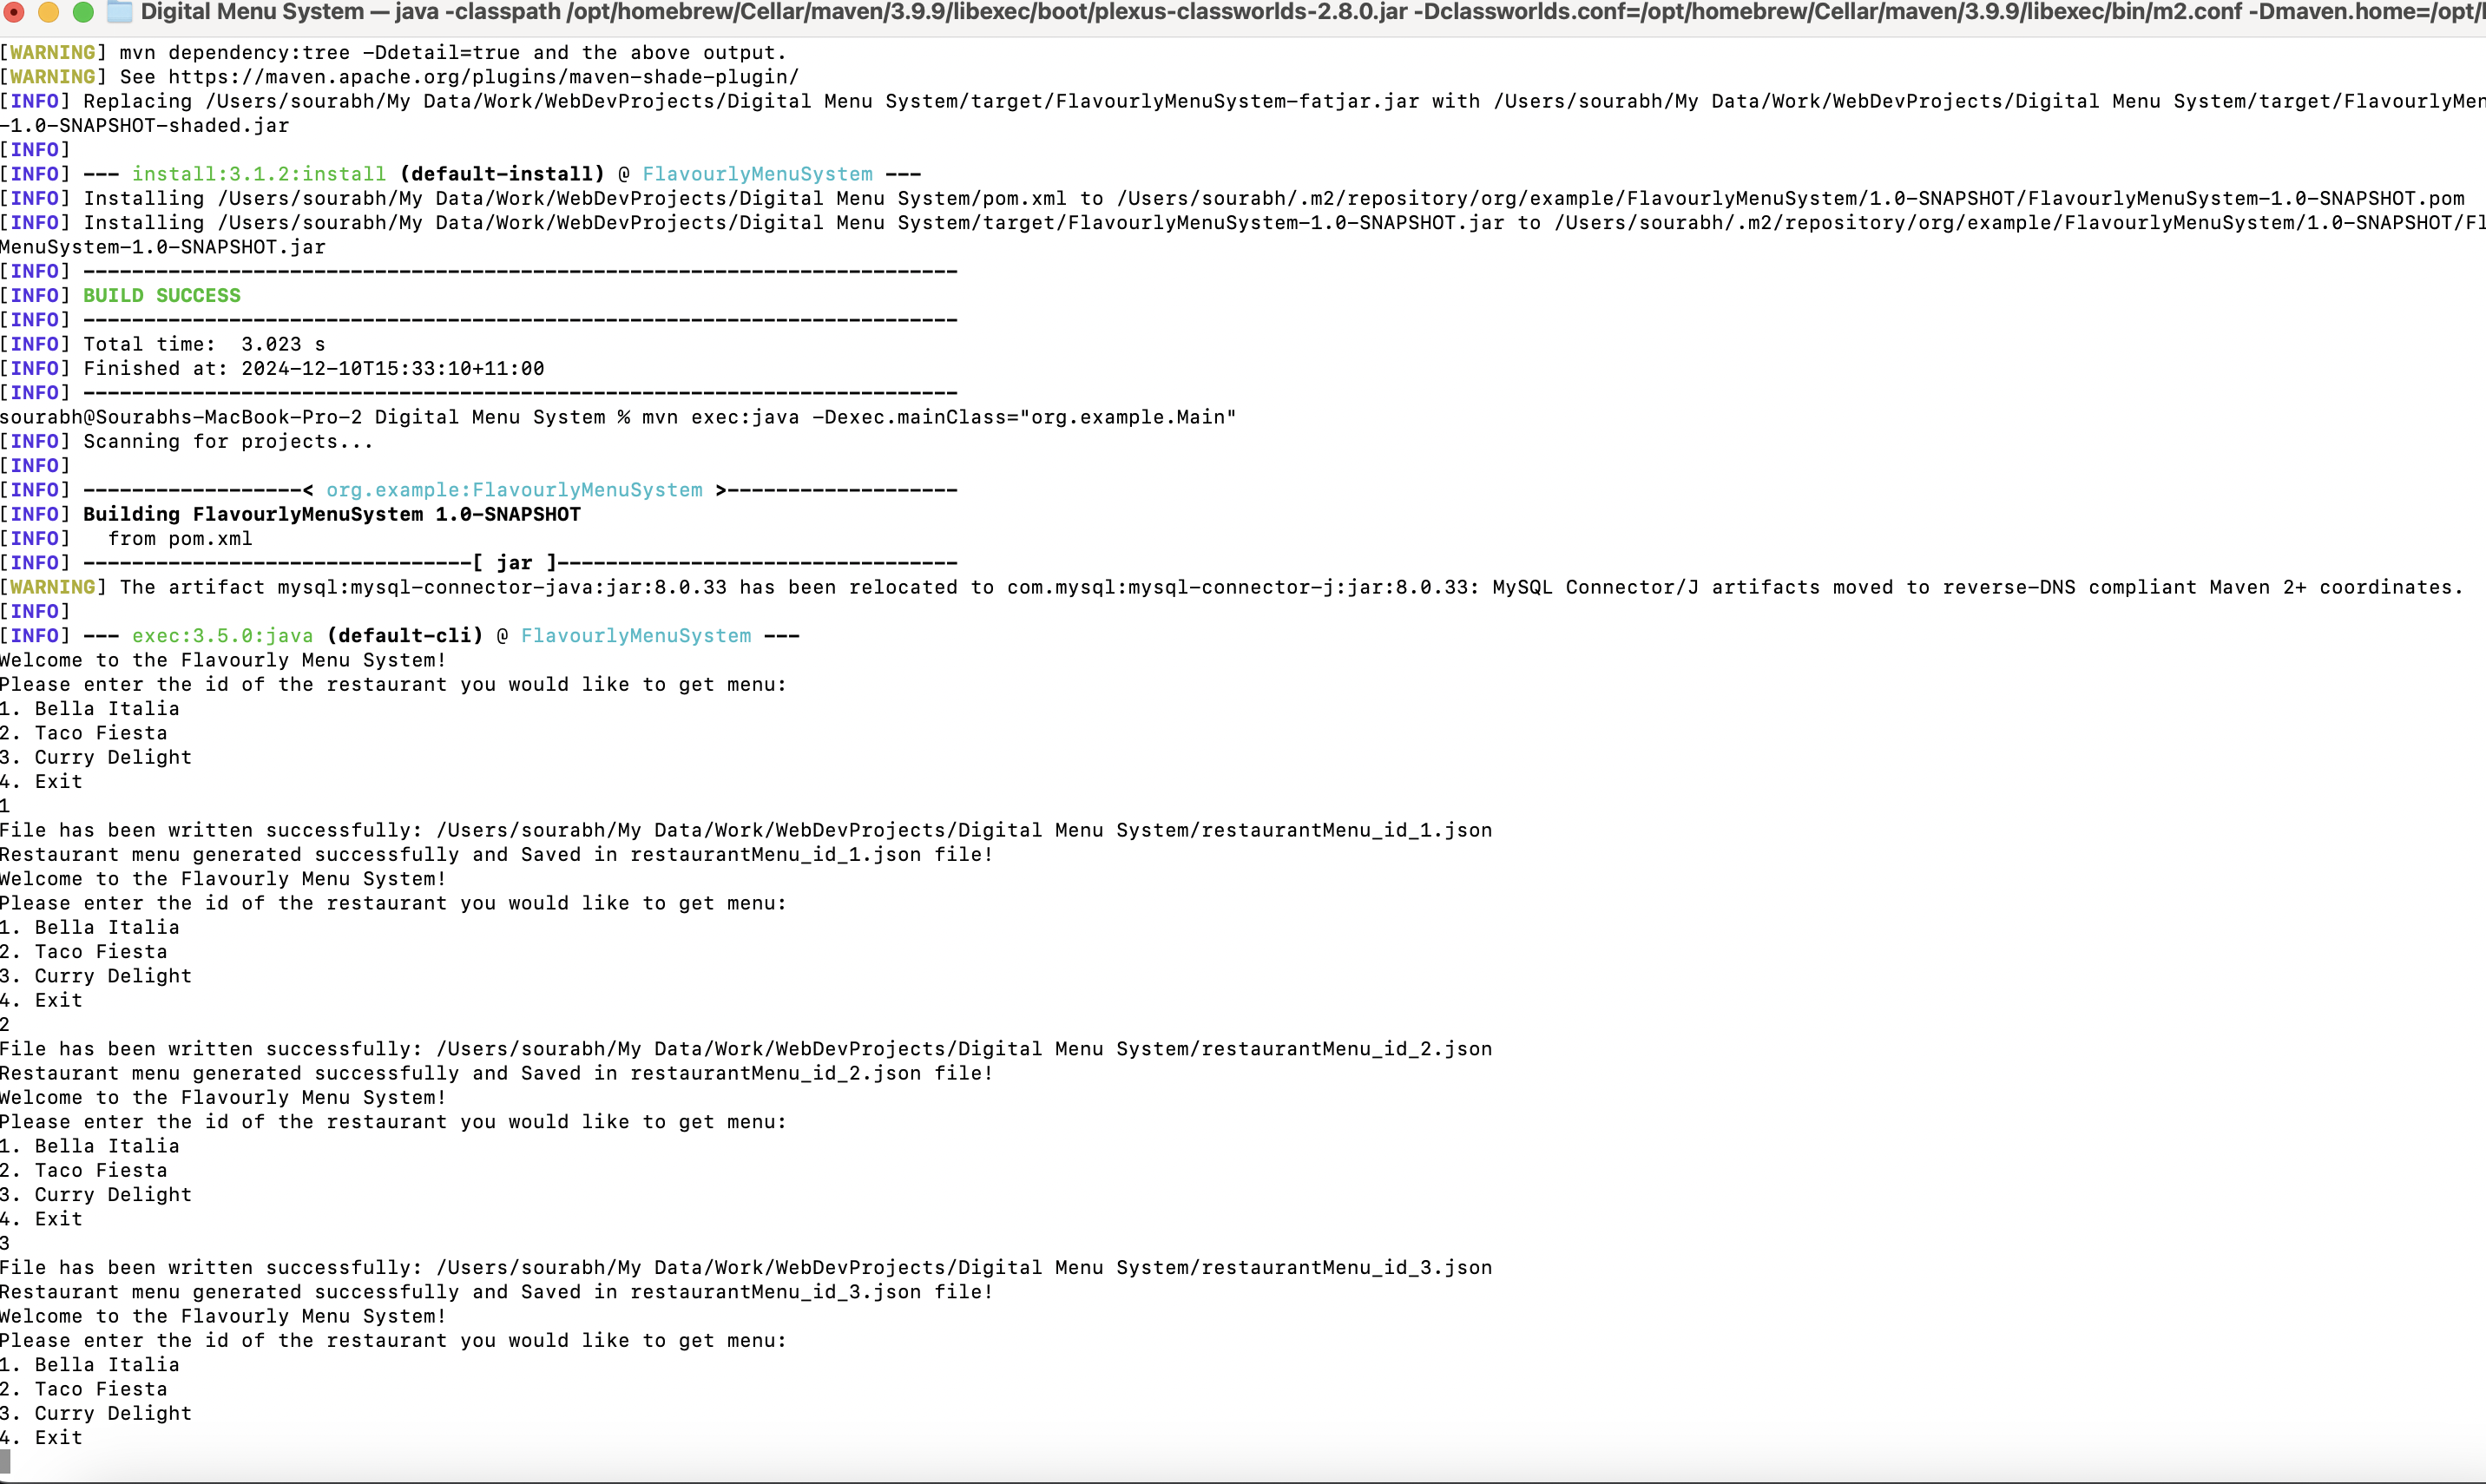 Digital Menu System — java -classpath /opt/homebrew/Cellar/maven/3.9.9/libexec/boot/plexus-classworlds-2.8.0.jar -Dclassworlds.conf=/opt/homebrew/Cellar/maven/3.9.9/libexec/bin/m2.conf -Dmaven.home=/opt/
[WARNING] mvn dependency:tree -Ddetail=true and the above output.
[WARNING] See https://maven.apache.org/plugins/maven-shade-plugin/
[INFO] Replacing /Users/sourabh/My Data/Work/WebDevProjects/Digital Menu System/target/FlavourlyMenuSystem-fatjar.jar with /Users/sourabh/My Data/Work/WebDevProjects/Digital Menu System/target/FlavourlyMen
-1.0-SNAPSHOT-shaded.jar
[INFO]
[INFO] --- install:3.1.2:install (default-install) @ FlavourlyMenuSystem ---
[INFO] Installing /Users/sourabh/My Data/Work/WebDevProjects/Digital Menu System/pom.xml to /Users/sourabh/.m2/repository/org/example/FlavourlyMenuSystem/1.0-SNAPSHOT/FlavourlyMenuSystem-1.0-SNAPSHOT.pom
[INFO] Installing /Users/sourabh/My Data/Work/WebDevProjects/Digital Menu System/target/FlavourlyMenuSystem-1.0-SNAPSHOT.jar to /Users/sourabh/.m2/repository/org/example/FlavourlyMenuSystem/1.0-SNAPSHOT/Fl
MenuSystem-1.0-SNAPSHOT.jar
[INFO] ------------------------------------------------------------------------
[INFO] BUILD SUCCESS
[INFO] ------------------------------------------------------------------------
[INFO] Total time:  3.023 s
[INFO] Finished at: 2024-12-10T15:33:10+11:00
[INFO] ------------------------------------------------------------------------
sourabh@Sourabhs-MacBook-Pro-2 Digital Menu System % mvn exec:java -Dexec.mainClass="org.example.Main"
[INFO] Scanning for projects...
[INFO]
[INFO] ------------------< org.example:FlavourlyMenuSystem >-------------------
[INFO] Building FlavourlyMenuSystem 1.0-SNAPSHOT
[INFO]   from pom.xml
[INFO] --------------------------------[ jar ]---------------------------------
[WARNING] The artifact mysql:mysql-connector-java:jar:8.0.33 has been relocated to com.mysql:mysql-connector-j:jar:8.0.33: MySQL Connector/J artifacts moved to reverse-DNS compliant Maven 2+ coordinates.
[INFO]
[INFO] --- exec:3.5.0:java (default-cli) @ FlavourlyMenuSystem ---
Welcome to the Flavourly Menu System!
Please enter the id of the restaurant you would like to get menu:
1. Bella Italia
2. Taco Fiesta
3. Curry Delight
4. Exit
1
File has been written successfully: /Users/sourabh/My Data/Work/WebDevProjects/Digital Menu System/restaurantMenu_id_1.json
Restaurant menu generated successfully and Saved in restaurantMenu_id_1.json file!
Welcome to the Flavourly Menu System!
Please enter the id of the restaurant you would like to get menu:
1. Bella Italia
2. Taco Fiesta
3. Curry Delight
4. Exit
2
File has been written successfully: /Users/sourabh/My Data/Work/WebDevProjects/Digital Menu System/restaurantMenu_id_2.json
Restaurant menu generated successfully and Saved in restaurantMenu_id_2.json file!
Welcome to the Flavourly Menu System!
Please enter the id of the restaurant you would like to get menu:
1. Bella Italia
2. Taco Fiesta
3. Curry Delight
4. Exit
3
File has been written successfully: /Users/sourabh/My Data/Work/WebDevProjects/Digital Menu System/restaurantMenu_id_3.json
Restaurant menu generated successfully and Saved in restaurantMenu_id_3.json file!
Welcome to the Flavourly Menu System!
Please enter the id of the restaurant you would like to get menu:
1. Bella Italia
2. Taco Fiesta
3. Curry Delight
4. Exit